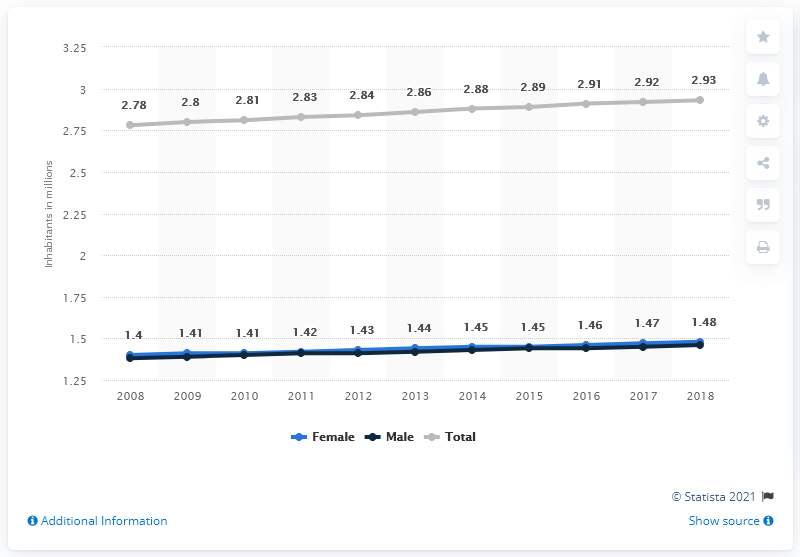 3.25
3
2.75
2.5
2.25
2
1.75
1.5
1.25
Inhabitants in millions
2.78 2.8 2.81 2.83 2.84 2.86 2.88 2.89 2.91 2.92 2.93
1.4 1.41 1.41 1.42 1.43 1.44 1.45 1.45 1.46 1.47 1.48
2008 2009 2010 2011 2012 2013 2014 2015 2016 2017 2018
Female Male Total
© Statista 2021
Additional Information
Show source